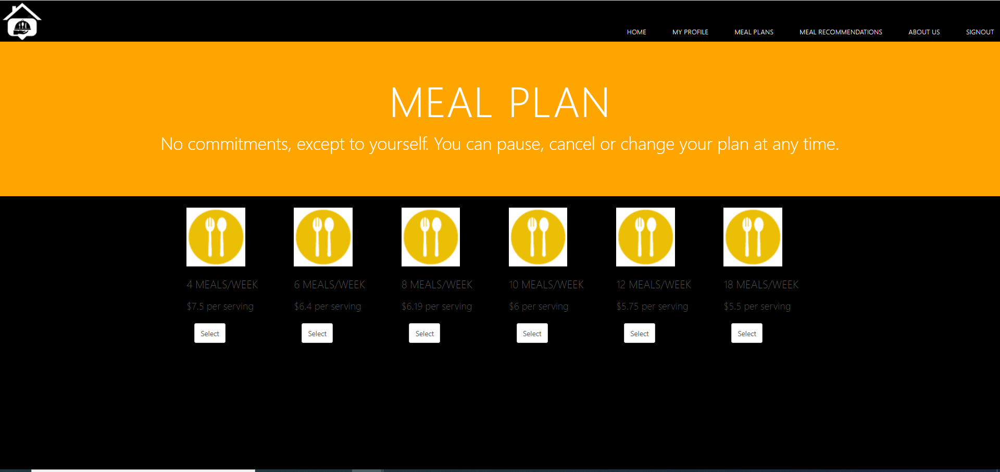 HOME MY PROFILE MEAL PLANS MEAL RECOMMENDATIONS ABOUT US SIGNOUT
MEAL PLAN
No commitments, except to yourself. You can pause, cancel or change your plan at any time.
4 MEALS/WEEK 6 MEALS/WEEK 8 MEALS/WEEK 10 MEALS/WEEK 12 MEALS/WEEK 18 MEALS/WEEK
$7.5 per serving $6.4 per serving $6.19 per serving $6 per serving $5.75 per serving $5.5 per serving
Select Select Select Select Select Select